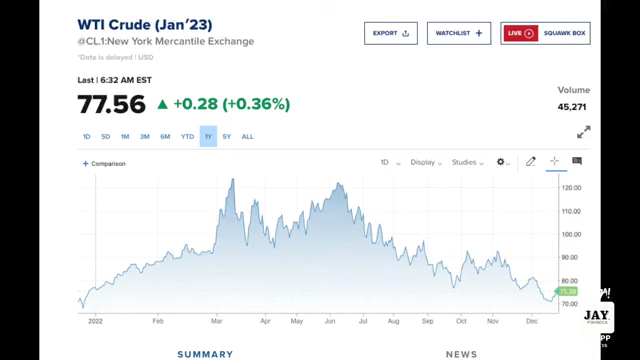 WTI Crude (Jan'23)
@CL.1:New York Mercantile Exchange
*Data is delayed | USD
EXPORT
WATCHLIST +
LIVE
SQUAWK BOX
Last | 6:32 AM EST
77.56 ▲ +0.28 (+0.36%)
Volume
45,271
1D 5D 1M 3M 6M YTD 1Y 5Y ALL
+ Comparison
1D Display Studies
120.00
110.00
100.00
90.00
80.00
75.38
70.00
2022 Feb Mar Apr May Jun Jul Aug Sep Oct Nov Dec
JAY
FONSECA
SUMMARY
NEWS